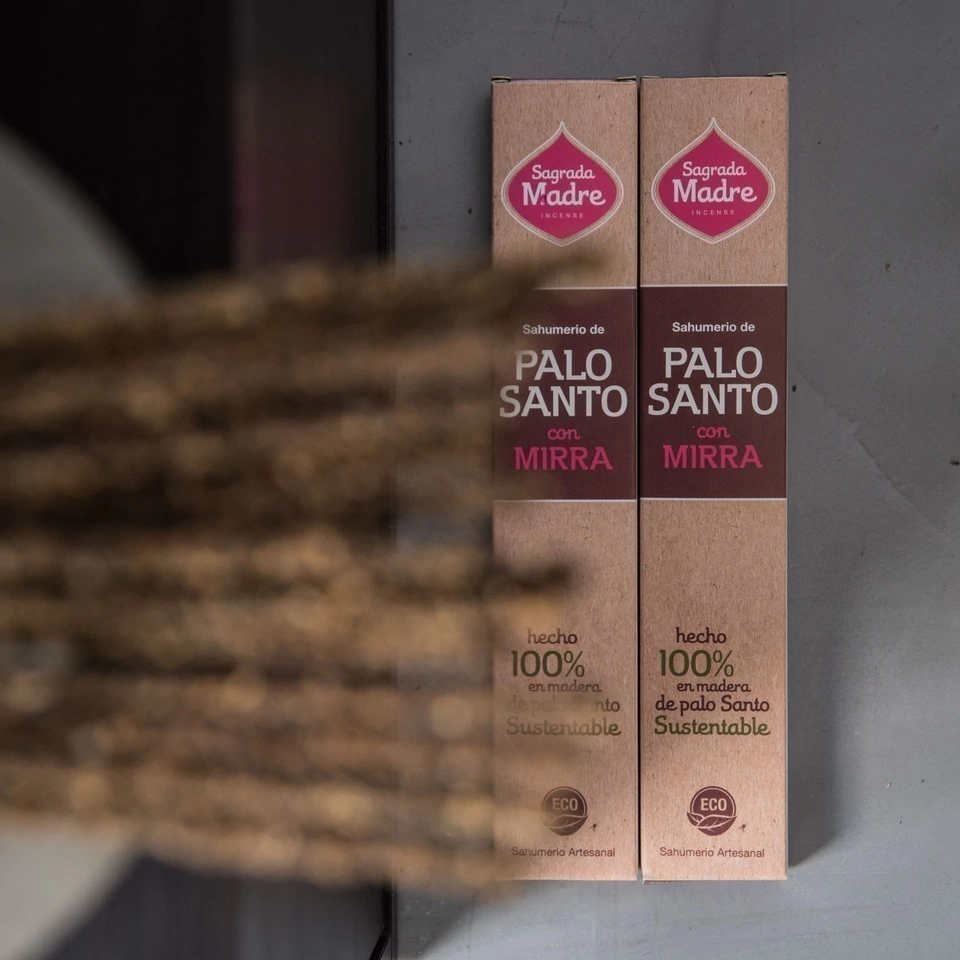 Sagrada
Madre
INCENSE
Sahumerio de
PALO
SANTO
con
MIRRA
hecho
100%
en madera
de palo Santo
Sustentable
ECO
Sahumerio Artesanal
Sagrada
Madre
INCENSE
Sahumerio de
PALO
SANTO
con
MIRRA
hecho
100%
en madera
de palo Santo
Sustentable
ECO
Sahumerio Artesanal